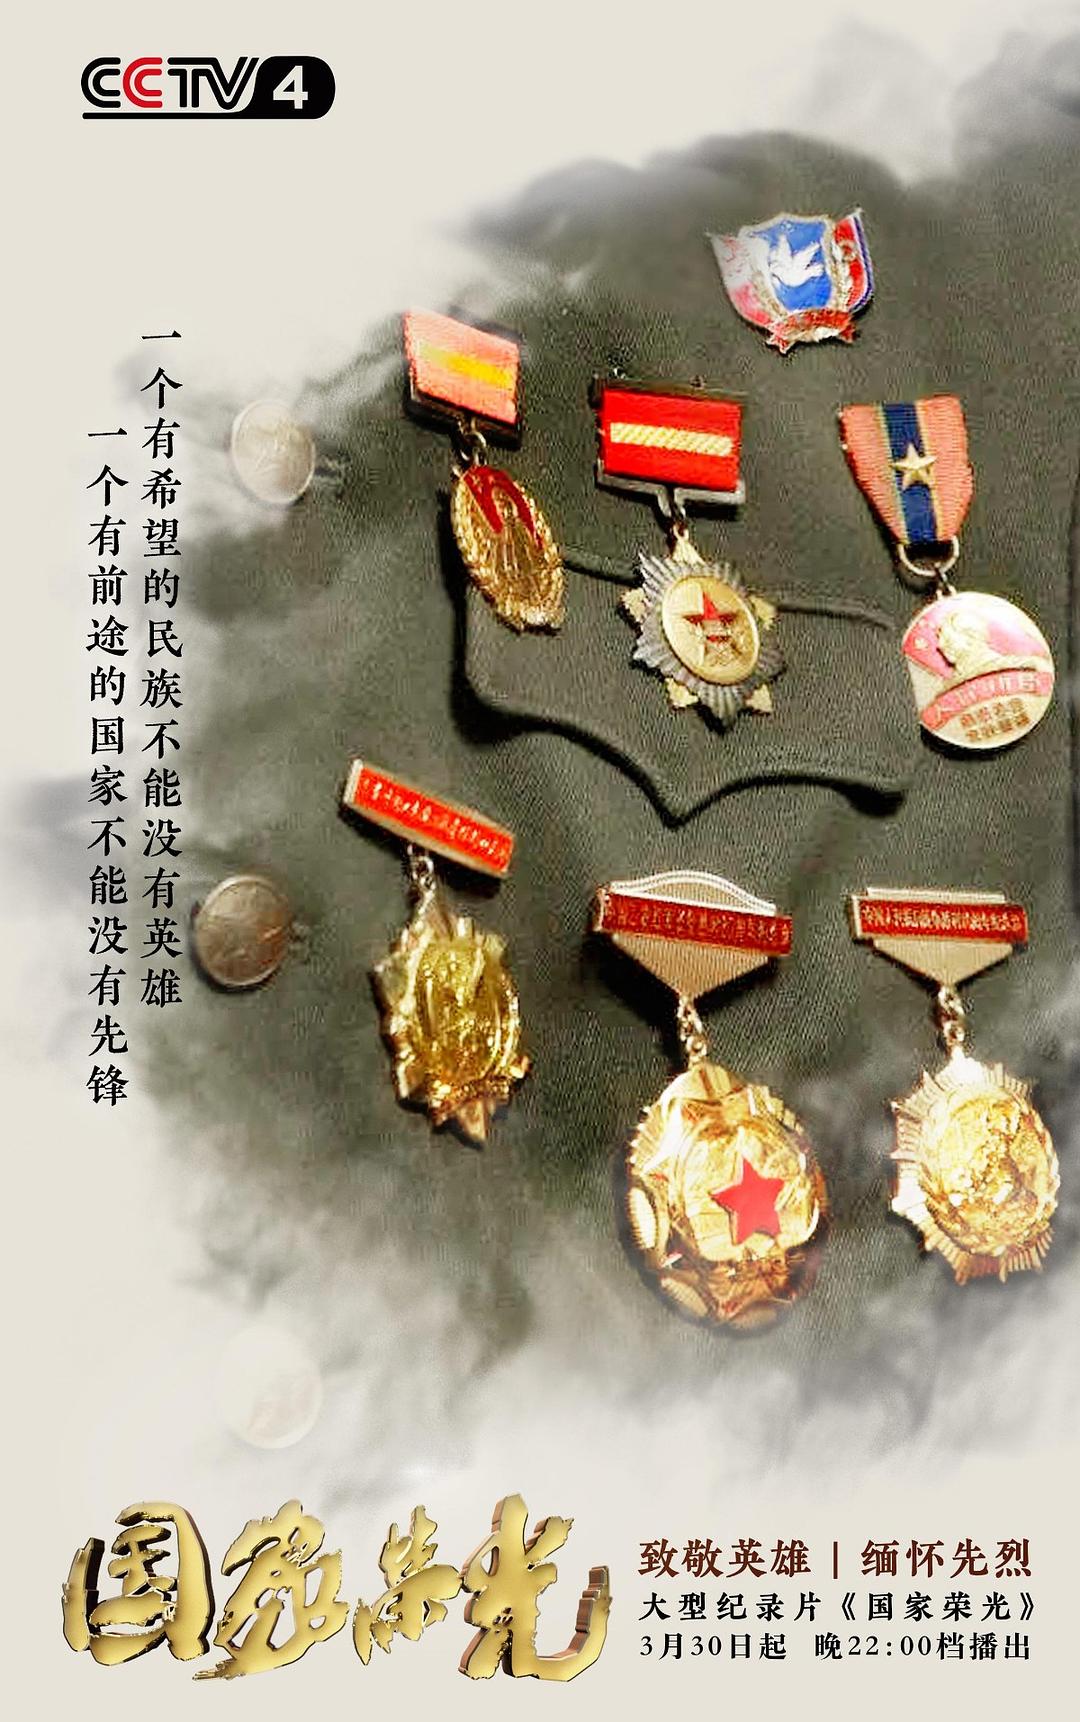 CCTV4
一个有希望的民族不能没有英雄
一个有前途的国家不能没有先锋
国家荣光
致敬英雄 | 缅怀先烈
大型纪录片《国家荣光》
3月30日起 晚22:00档播出